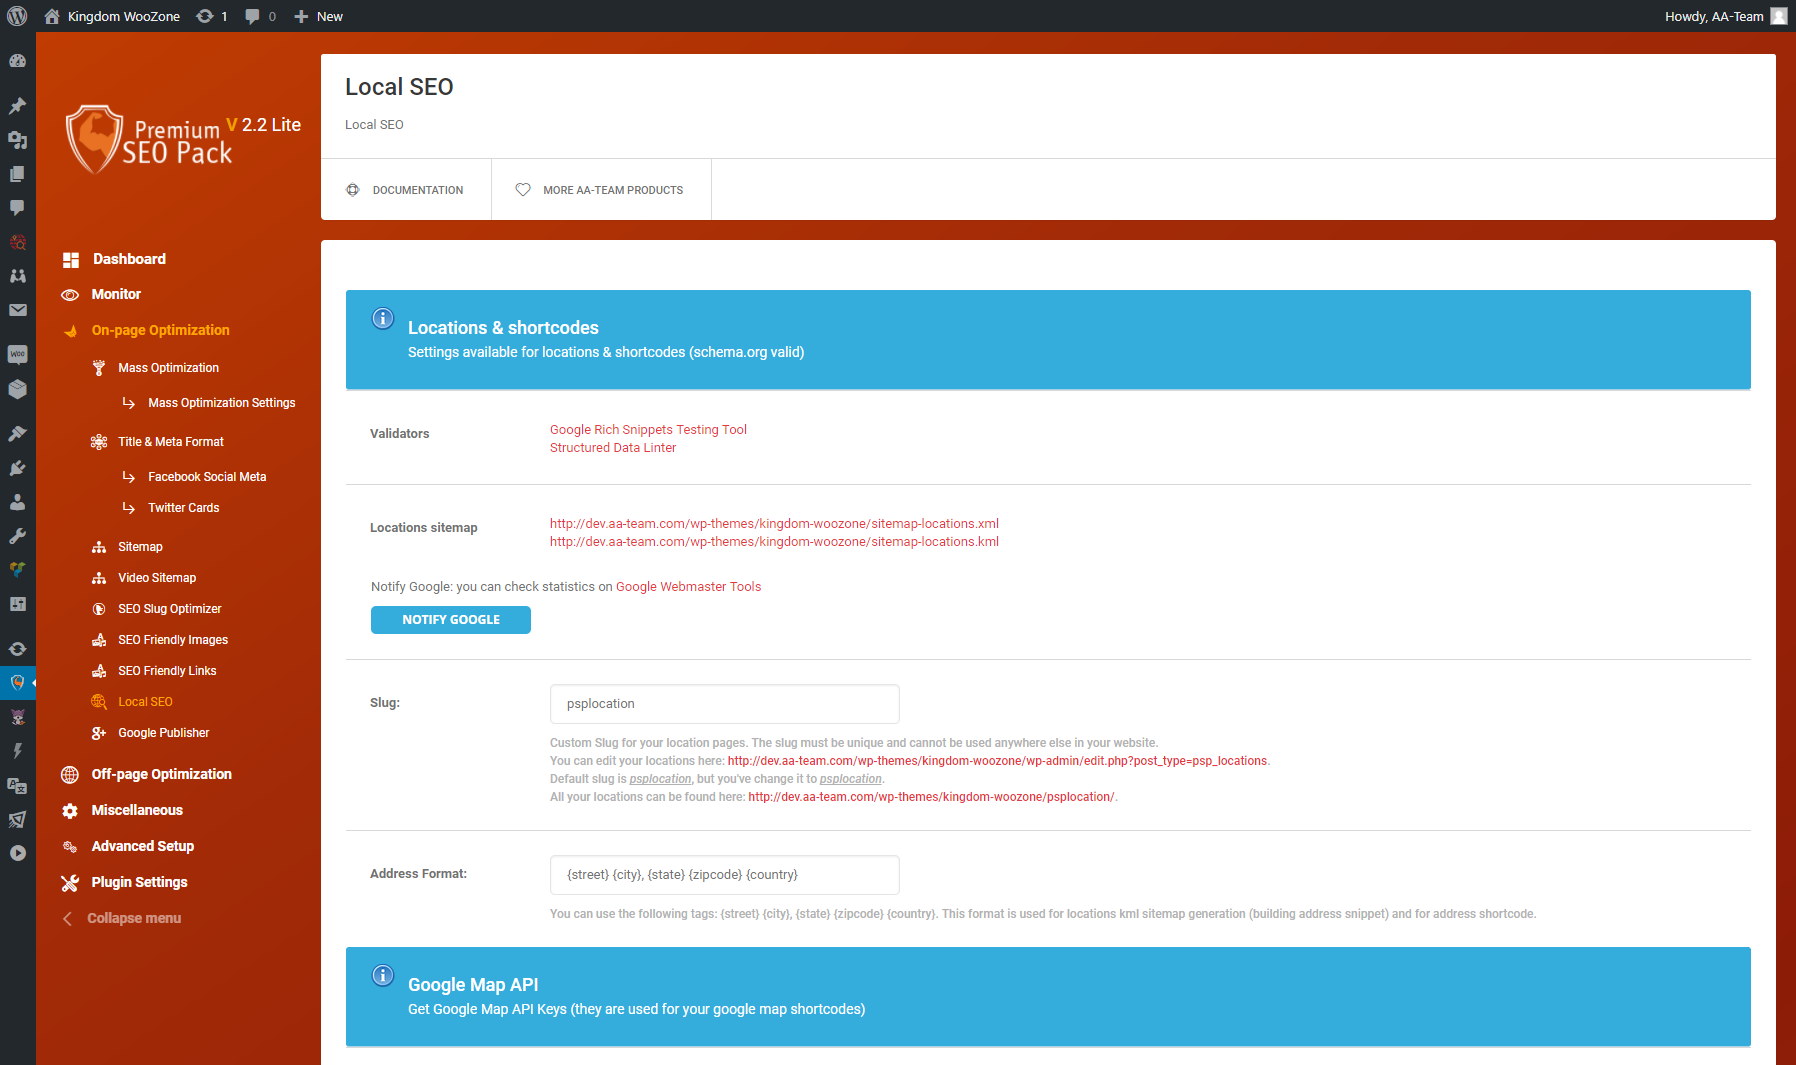 Kingdom WooZone 1 0 New Howdy, AA-Team
Premium V 2.2 Lite
SEO Pack
Dashboard
Monitor
On-page Optimization
Mass Optimization
Mass Optimization Settings
Title & Meta Format
Facebook Social Meta
Twitter Cards
Sitemap
Video Sitemap
SEO Slug Optimizer
SEO Friendly Images
SEO Friendly Links
Local SEO
Google Publisher
Off-page Optimization
Miscellaneous
Advanced Setup
Plugin Settings
Collapse menu
Local SEO
Local SEO
DOCUMENTATION MORE AA-TEAM PRODUCTS
Locations & shortcodes
Settings available for locations & shortcodes (schema.org valid)
Validators
Google Rich Snippets Testing Tool
Structured Data Linter
Locations sitemap
http://dev.aa-team.com/wp-themes/kingdom-woozone/sitemap-locations.xml
http://dev.aa-team.com/wp-themes/kingdom-woozone/sitemap-locations.kml
Notify Google: you can check statistics on Google Webmaster Tools
NOTIFY GOOGLE
Slug: psplocation
Custom Slug for your location pages. The slug must be unique and cannot be used anywhere else in your website.
You can edit your locations here: http://dev.aa-team.com/wp-themes/kingdom-woozone/wp-admin/edit.php?post_type=psp_locations.
Default slug is psplocation, but you've change it to psplocation.
All your locations can be found here: http://dev.aa-team.com/wp-themes/kingdom-woozone/psplocation/.
Address Format: {street} {city}, {state} {zipcode} {country}
You can use the following tags: {street} {city}, {state} {zipcode} {country}. This format is used for locations kml sitemap generation (building address snippet) and for address shortcode.
Google Map API
Get Google Map API Keys (they are used for your google map shortcodes)